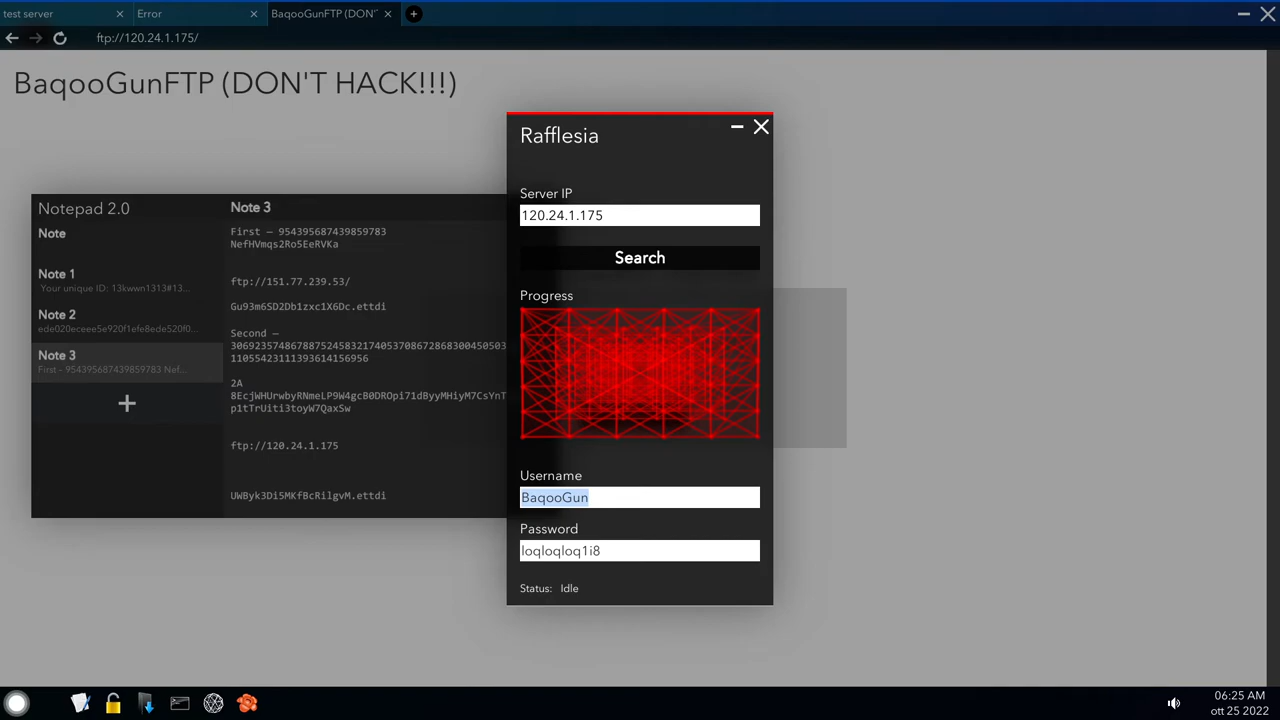 test server
Error
BaqooGunFTP (DON'
ftp://120.24.1.175/
BaqooGunFTP (DON'T HACK!!!)
Notepad 2.0
Note
Note 1
Your unique ID: 13kwwn1313#13...
Note 2
ede020eceee5e920f1efe8ede520f0...
Note 3
First – 954395687439859783 Nef...
Note 3
First – 954395687439859783
NefHVmqs2Ro5EeRVKa
ftp://151.77.239.53/
Gu93m6SD2Db1zxc1X6Dc.ettdi
Second –
3069235748678875245832174053708672868300450503
1105542311139361415695​6
2A
8EcjWHUrwbyRNmeLP9W4gcB0DROpi71dByyMHiyM7CsYnT
p1tTrUiti3toyW7QaxSw
ftp://120.24.1.175
UWByk3Di5MKfBcRilgvM.ettdi
Rafflesia
Server IP
120.24.1.175
Search
Progress
Username
BaqooGun
Password
loqloqloq1i8
Status: Idle
06:25 AM
ott 25 2022